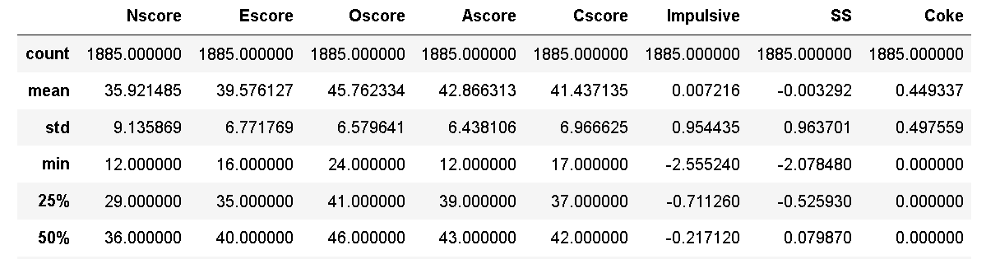 Nscore Escore Oscore Ascore Cscore Impulsive SS Coke
count 1885.000000 1885.000000 1885.000000 1885.000000 1885.000000 1885.000000 1885.000000 1885.000000
mean 35.921485 39.576127 45.762334 42.866313 41.437135 0.007216 -0.003292 0.449337
std 9.135869 6.771769 6.579641 6.438106 6.966625 0.954435 0.963701 0.497559
min 12.000000 16.000000 24.000000 12.000000 17.000000 -2.555240 -2.078480 0.000000
25% 29.000000 35.000000 41.000000 39.000000 37.000000 -0.711260 -0.525930 0.000000
50% 36.000000 40.000000 46.000000 43.000000 42.000000 -0.217120 0.079870 0.000000